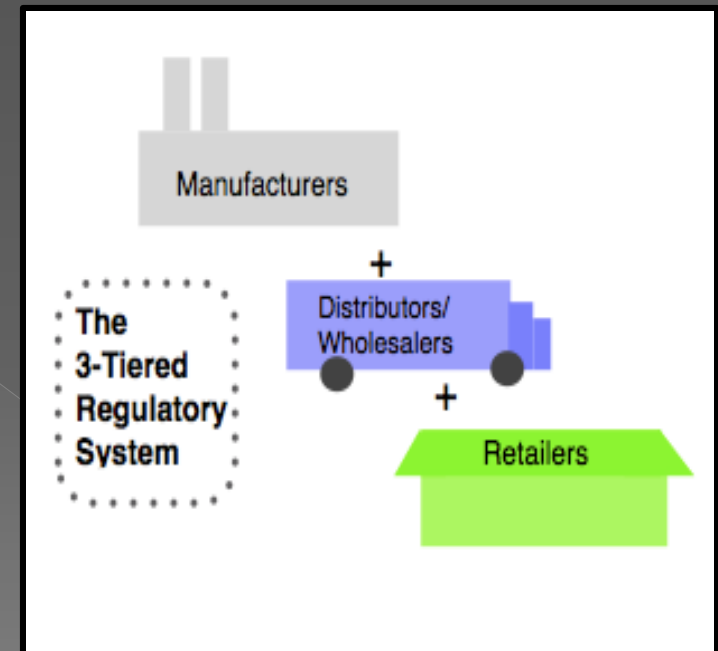 Manufacturers
+
Distributors/
Wholesalers
+
The
3-Tiered
Regulatory
System
Retailers